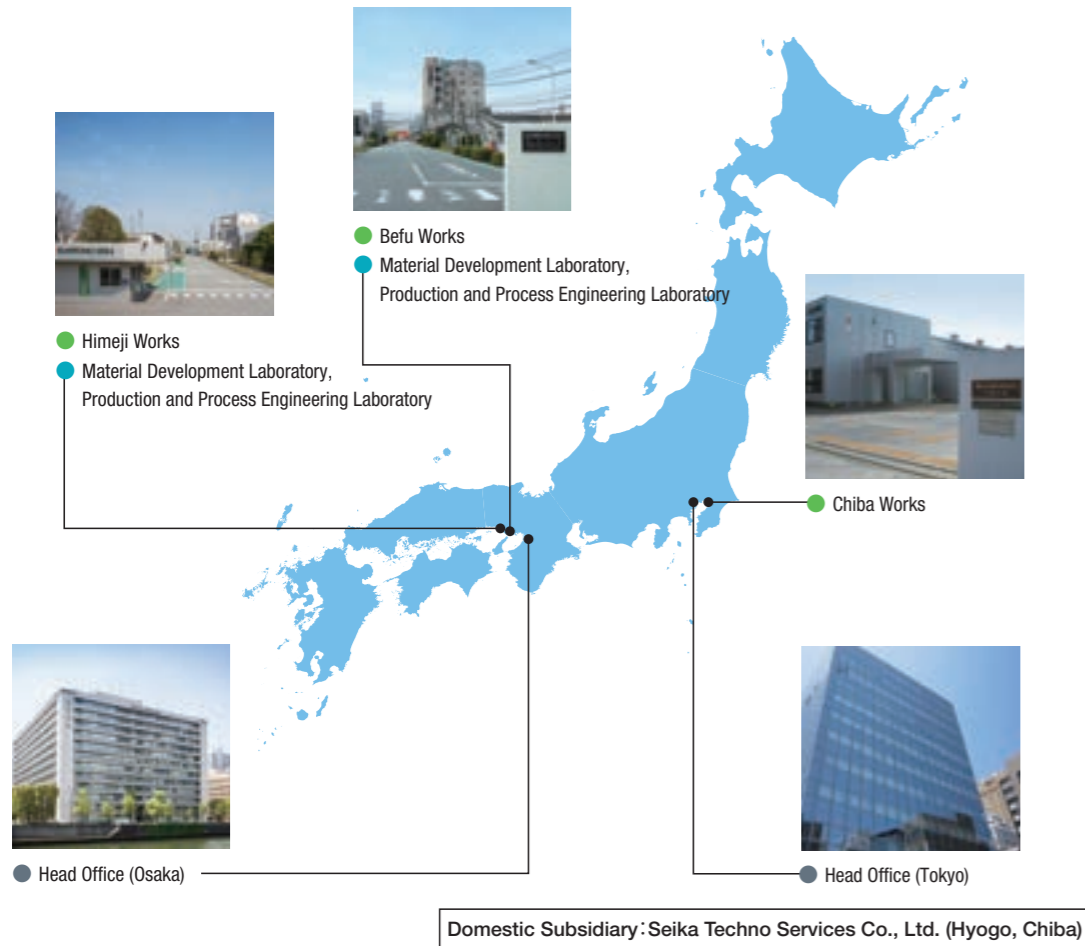 Befu Works
Material Development Laboratory,
Production and Process Engineering Laboratory
Himeji Works
Material Development Laboratory,
Production and Process Engineering Laboratory
Chiba Works
Head Office (Osaka)
Head Office (Tokyo)
Domestic Subsidiary:Seika Techno Services Co., Ltd. (Hyogo, Chiba)